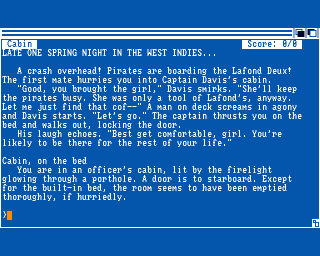 Cabin Score: 0/0
LATE ONE SPRING NIGHT IN THE WEST INDIES...
A crash overhead! Pirates are boarding the Lafond Deux!
The first mate hurries you into Captain Davis's cabin.
"Good, you brought the girl," Davis smirks. "She'll keep
the pirates busy. She was only a tool of Lafond's, anyway.
Let me just find that cof--" A man on deck screams in agony
and Davis starts. "Let's go." The captain thrusts you on the
bed and walks out, locking the door.
His laugh echoes. "Best get comfortable, girl. You're
likely to be there for the rest of your life."
Cabin, on the bed
You are in an officer's cabin, lit by the firelight
glowing through a porthole. A door is to starboard. Except
for the built-in bed, the room seems to have been emptied
thoroughly, if hurriedly.
>